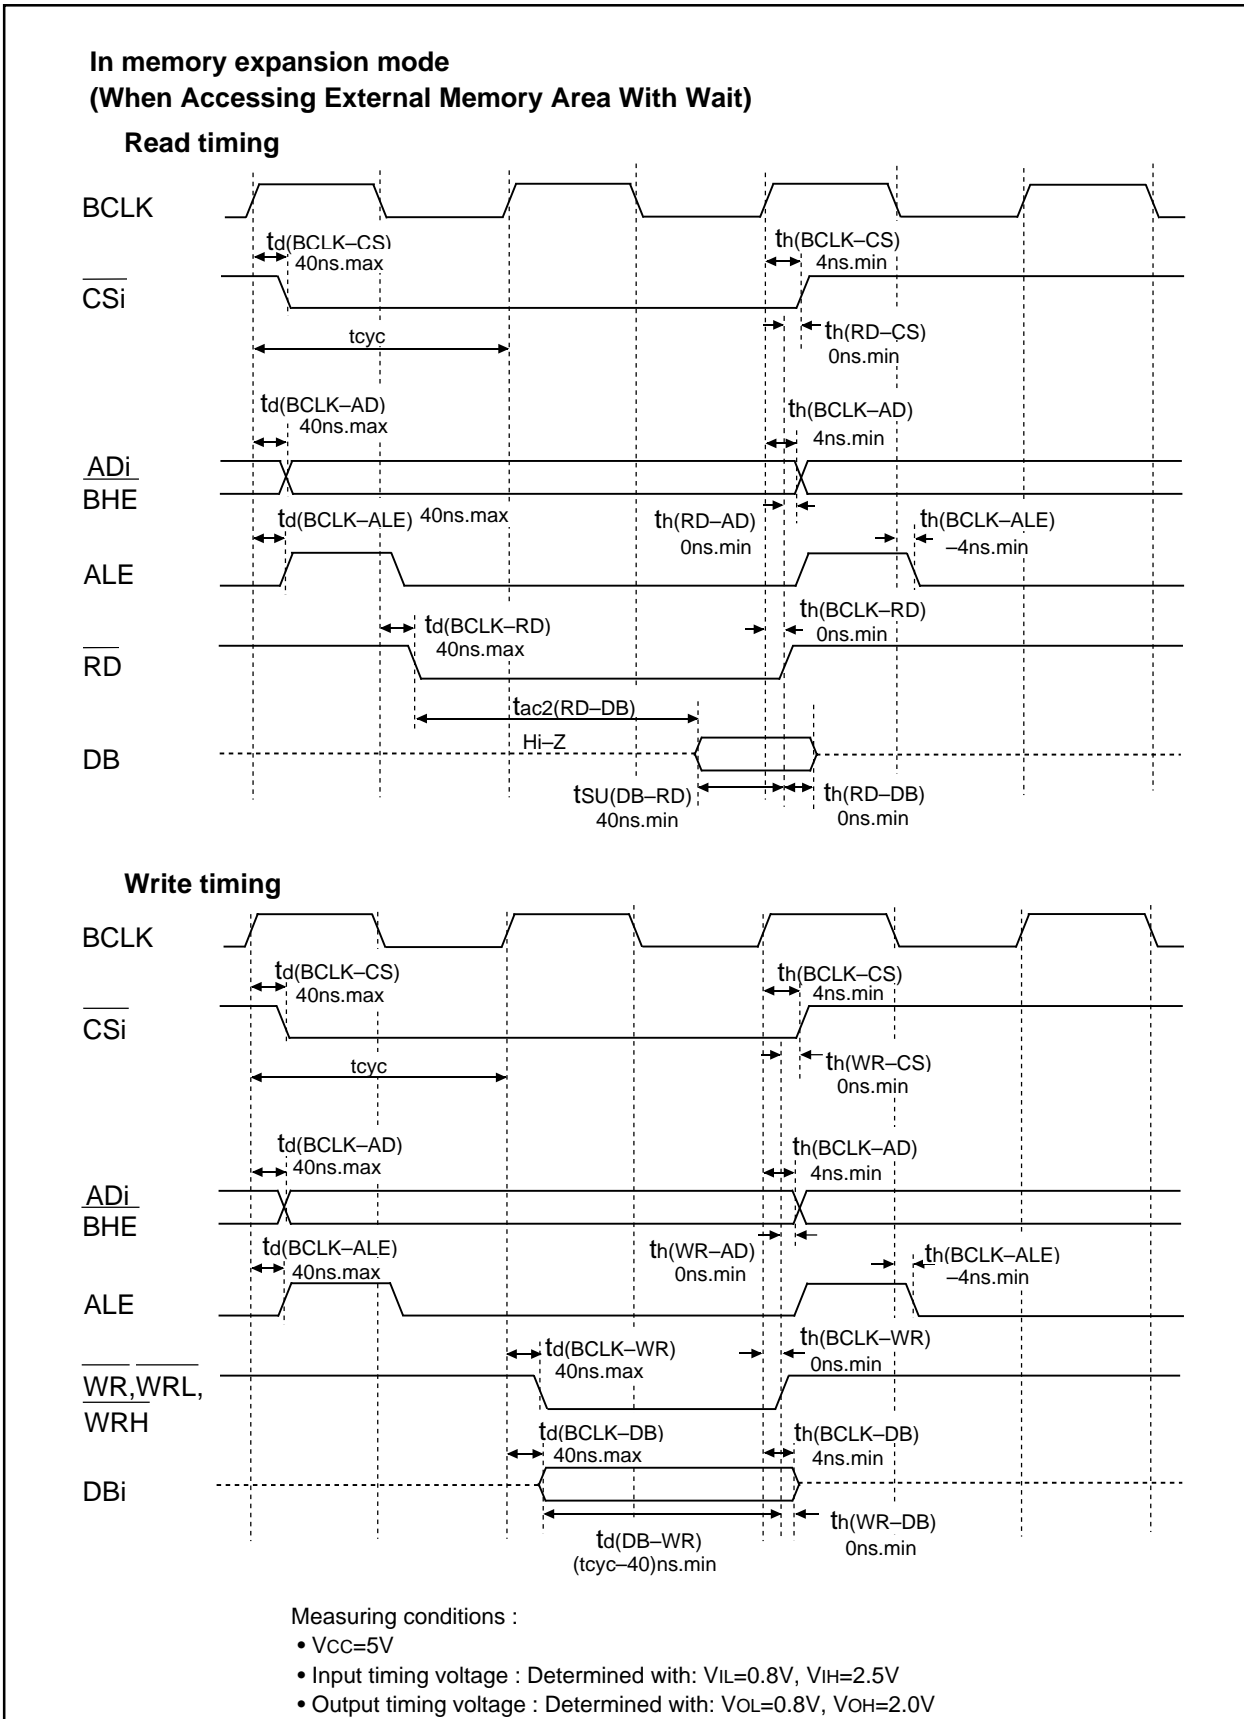 In memory expansion mode
(When Accessing External Memory Area With Wait)
Read timing
BCLK
td(BCLK–CS)
40ns.max
th(BCLK–CS)
4ns.min
CSi
tcyc
th(RD–CS)
0ns.min
td(BCLK–AD)
40ns.max
th(BCLK–AD)
4ns.min
ADi
BHE
td(BCLK–ALE) 40ns.max
th(RD–AD)
0ns.min
th(BCLK–ALE)
–4ns.min
ALE
td(BCLK–RD)
40ns.max
th(BCLK–RD)
0ns.min
RD
tac2(RD–DB)
Hi–Z
DB
tSU(DB–RD)
40ns.min
th(RD–DB)
0ns.min
Write timing
BCLK
td(BCLK–CS)
40ns.max
th(BCLK–CS)
4ns.min
CSi
tcyc
th(WR–CS)
0ns.min
td(BCLK–AD)
40ns.max
th(BCLK–AD)
4ns.min
ADi
BHE
td(BCLK–ALE)
40ns.max
th(WR–AD)
0ns.min
th(BCLK–ALE)
–4ns.min
ALE
td(BCLK–WR)
40ns.max
th(BCLK–WR)
0ns.min
WR,WRL,
WRH
td(BCLK–DB)
40ns.max
th(BCLK–DB)
4ns.min
DBi
td(DB–WR)
(tcyc–40)ns.min
th(WR–DB)
0ns.min
Measuring conditions :
• VCC=5V
• Input timing voltage : Determined with: VIL=0.8V, VIH=2.5V
• Output timing voltage : Determined with: VOL=0.8V, VOH=2.0V